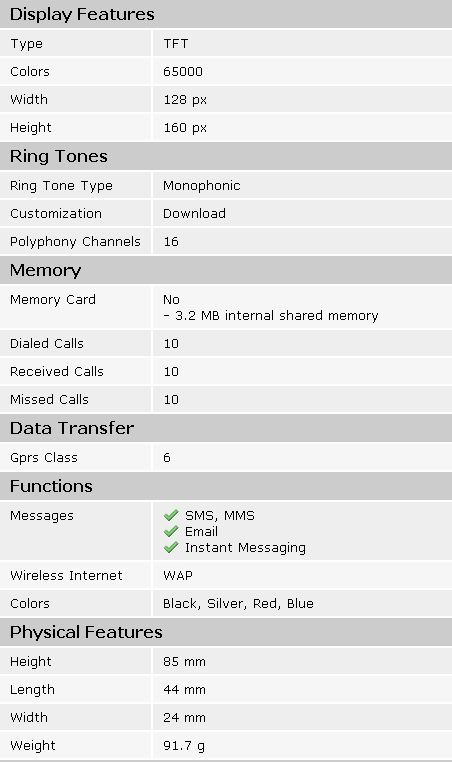 Display Features
Type TFT
Colors 65000
Width 128 px
Height 160 px
Ring Tones
Ring Tone Type Monophonic
Customization Download
Polyphony Channels 16
Memory
Memory Card No
- 3.2 MB internal shared memory
Dialed Calls 10
Received Calls 10
Missed Calls 10
Data Transfer
Gprs Class 6
Functions
Messages SMS, MMS
Email
Instant Messaging
Wireless Internet WAP
Colors Black, Silver, Red, Blue
Physical Features
Height 85 mm
Length 44 mm
Width 24 mm
Weight 91.7 g